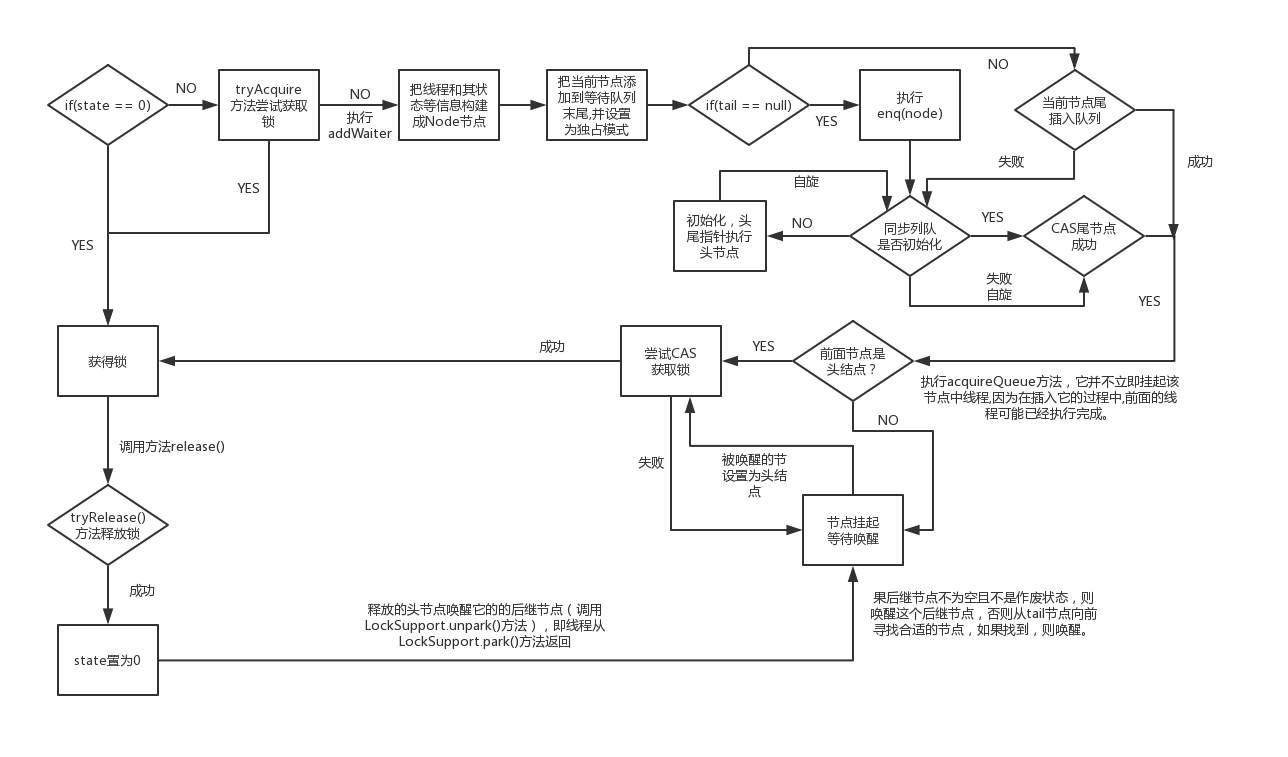 if(state == 0)
NO
tryAcquire
方法尝试获取
锁
NO
执行
addWaiter
把线程和其状
态等信息构建
成Node节点
把当前节点添
加到等待队列
末尾,并设置
为独占模式
if(tail == null)
YES
执行
enq(node)
NO
当前节点尾
插入队列
失败
成功
YES
YES
自旋
初始化，头
尾指针执行
头节点
NO
同步列队
是否初始化
YES
CAS尾节点
成功
失败
自旋
YES
获得锁
成功
尝试CAS
获取锁
YES
前面节点是
头结点？
执行acquireQueue方法，它并不立即挂起该
节点中线程,因为在插入它的过程中,前面的线
程可能已经执行完成。
NO
调用方法release()
失败
被唤醒的节
设置为头结
点
tryRelease()
方法释放锁
节点挂起
等待唤醒
成功
释放的头节点唤醒它的的后继节点（调用
LockSupport.unpark()方法），即线程从
LockSupport.park()方法返回
果后继节点不为空且不是作废状态，则
唤醒这个后继节点，否则从tail节点向前
寻找合适的节点，如果找到，则唤醒。
state置为0